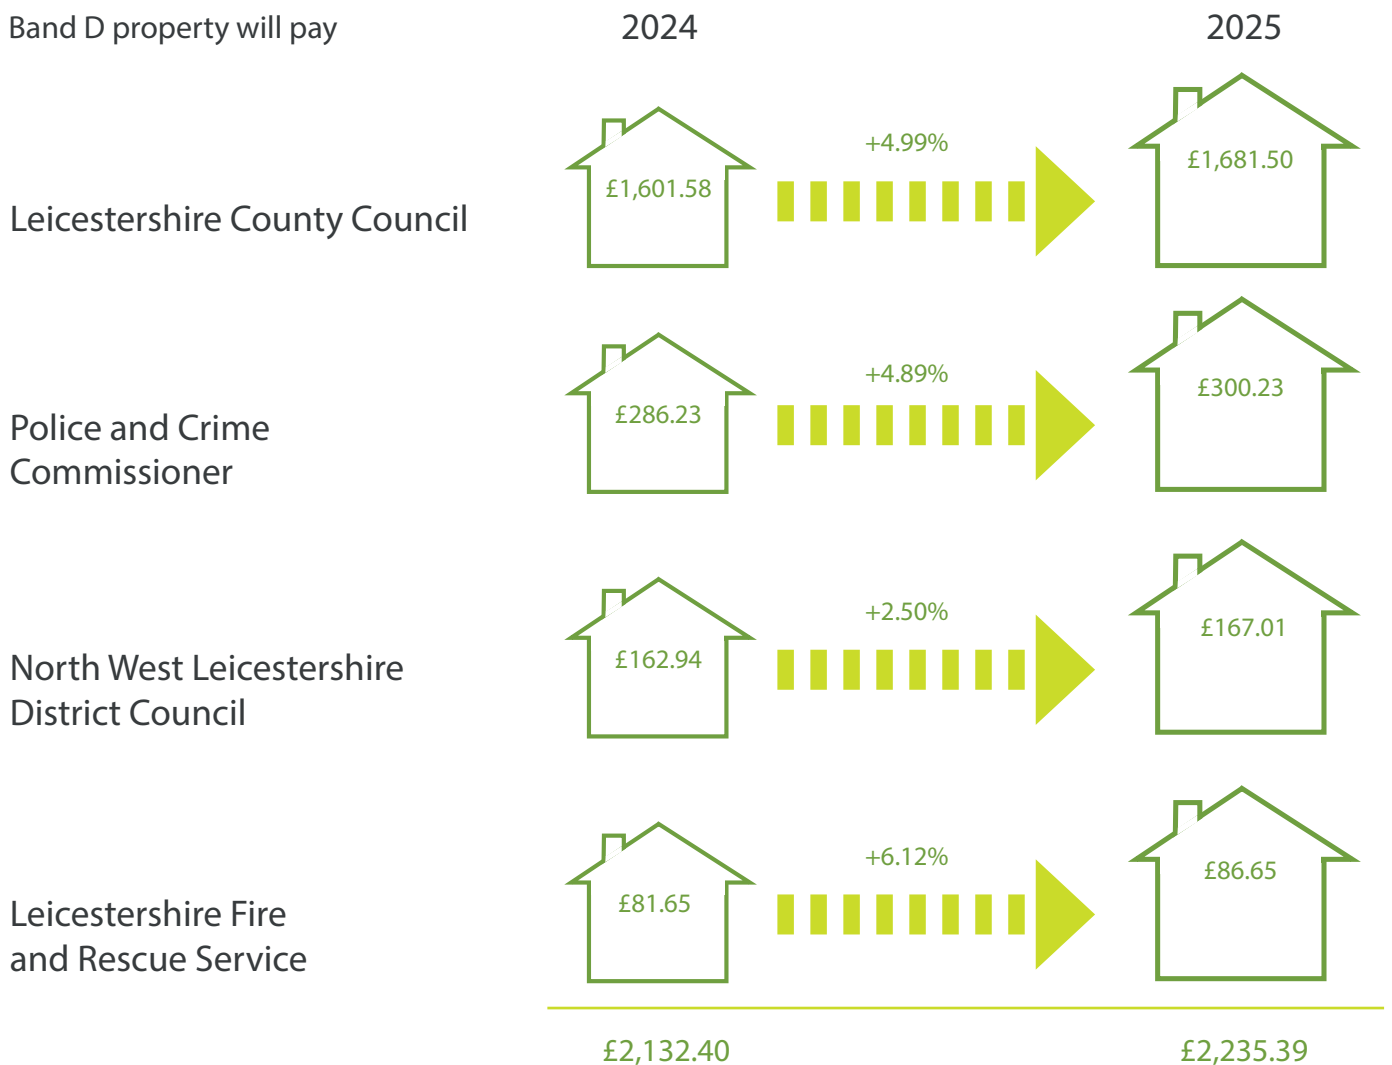 Band D property will pay 2024 2025
+4.99%
£1,601.58 £1,681.50
Leicestershire County Council
+4.89%
£286.23 £300.23
Police and Crime
Commissioner
+2.50%
£162.94 £167.01
North West Leicestershire
District Council
+6.12%
£81.65 £86.65
Leicestershire Fire
and Rescue Service
£2,132.40 £2,235.39